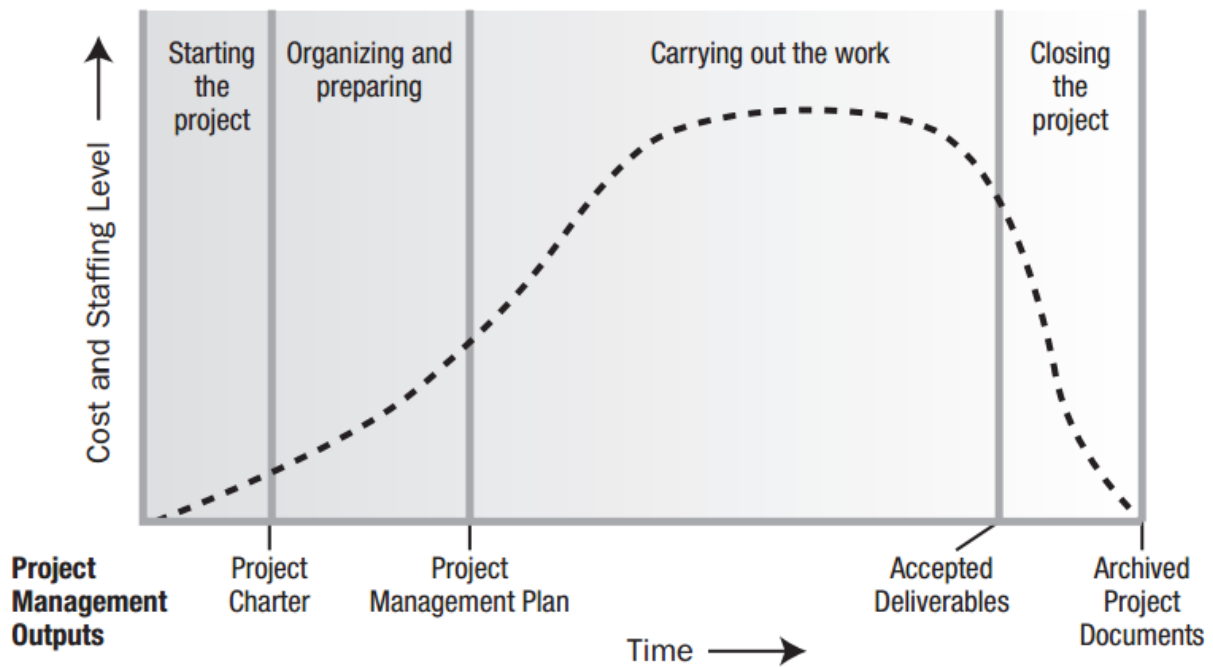 Starting
the
project
Organizing and
preparing
Carrying out the work
Closing
the
project
Cost and Staffing Level
Project
Management
Outputs
Project
Charter
Project
Management Plan
Accepted
Deliverables
Archived
Project
Documents
Time